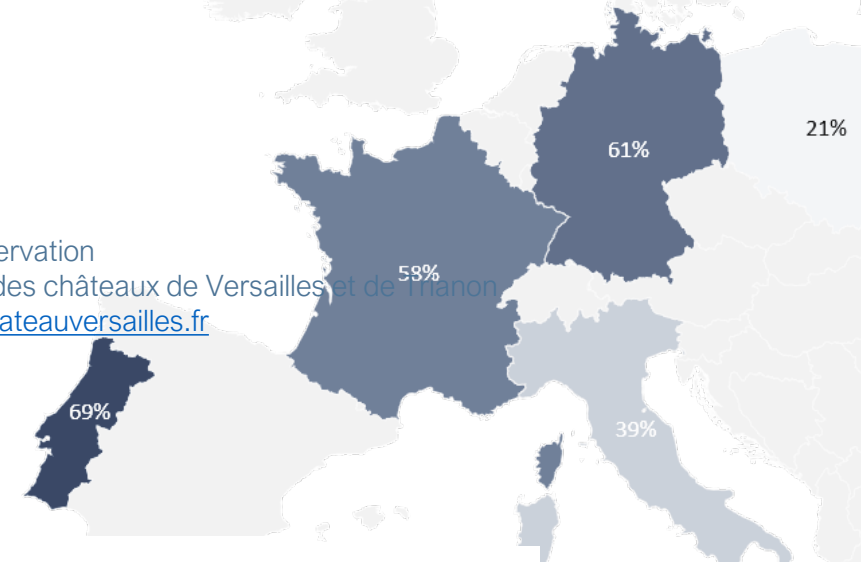 21%
61%
ervation
58%
des châteaux de Versailles et de Trianon
ateauversailles.fr
69%
39%